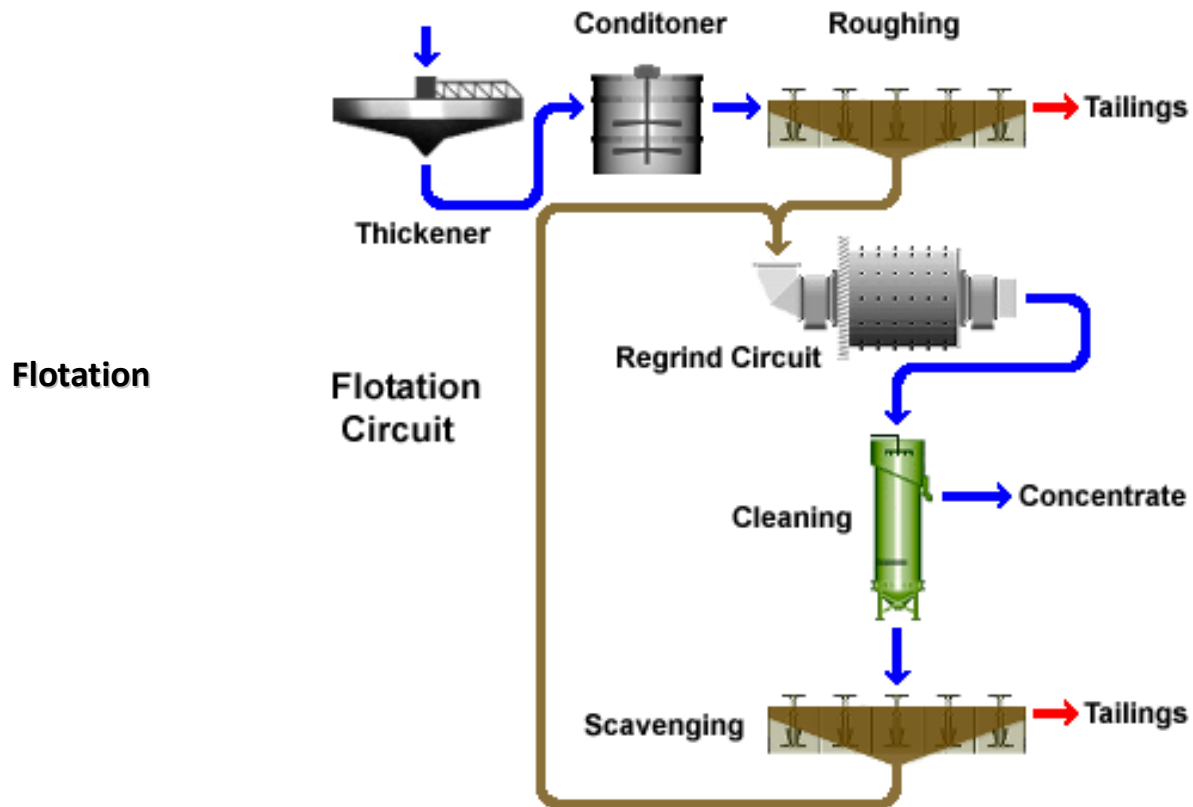 Conditoner
Roughing
Tailings
Thickener
Regrind Circuit
Flotation
Flotation
Circuit
Concentrate
Cleaning
Scavenging
Tailings